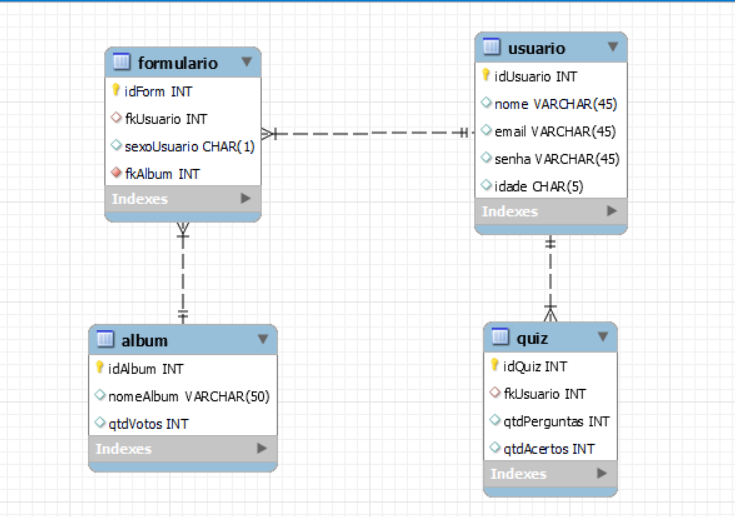 formulario
idForm INT
fkUsuario INT
sexoUsuario CHAR(1)
fkAlbum INT
Indexes
usuario
idUsuario INT
nome VARCHAR(45)
email VARCHAR(45)
senha VARCHAR(45)
idade CHAR(5)
Indexes
album
idAlbum INT
nomeAlbum VARCHAR(50)
qtdVotos INT
Indexes
quiz
idQuiz INT
fkUsuario INT
qtdPerguntas INT
qtdAcertos INT
Indexes